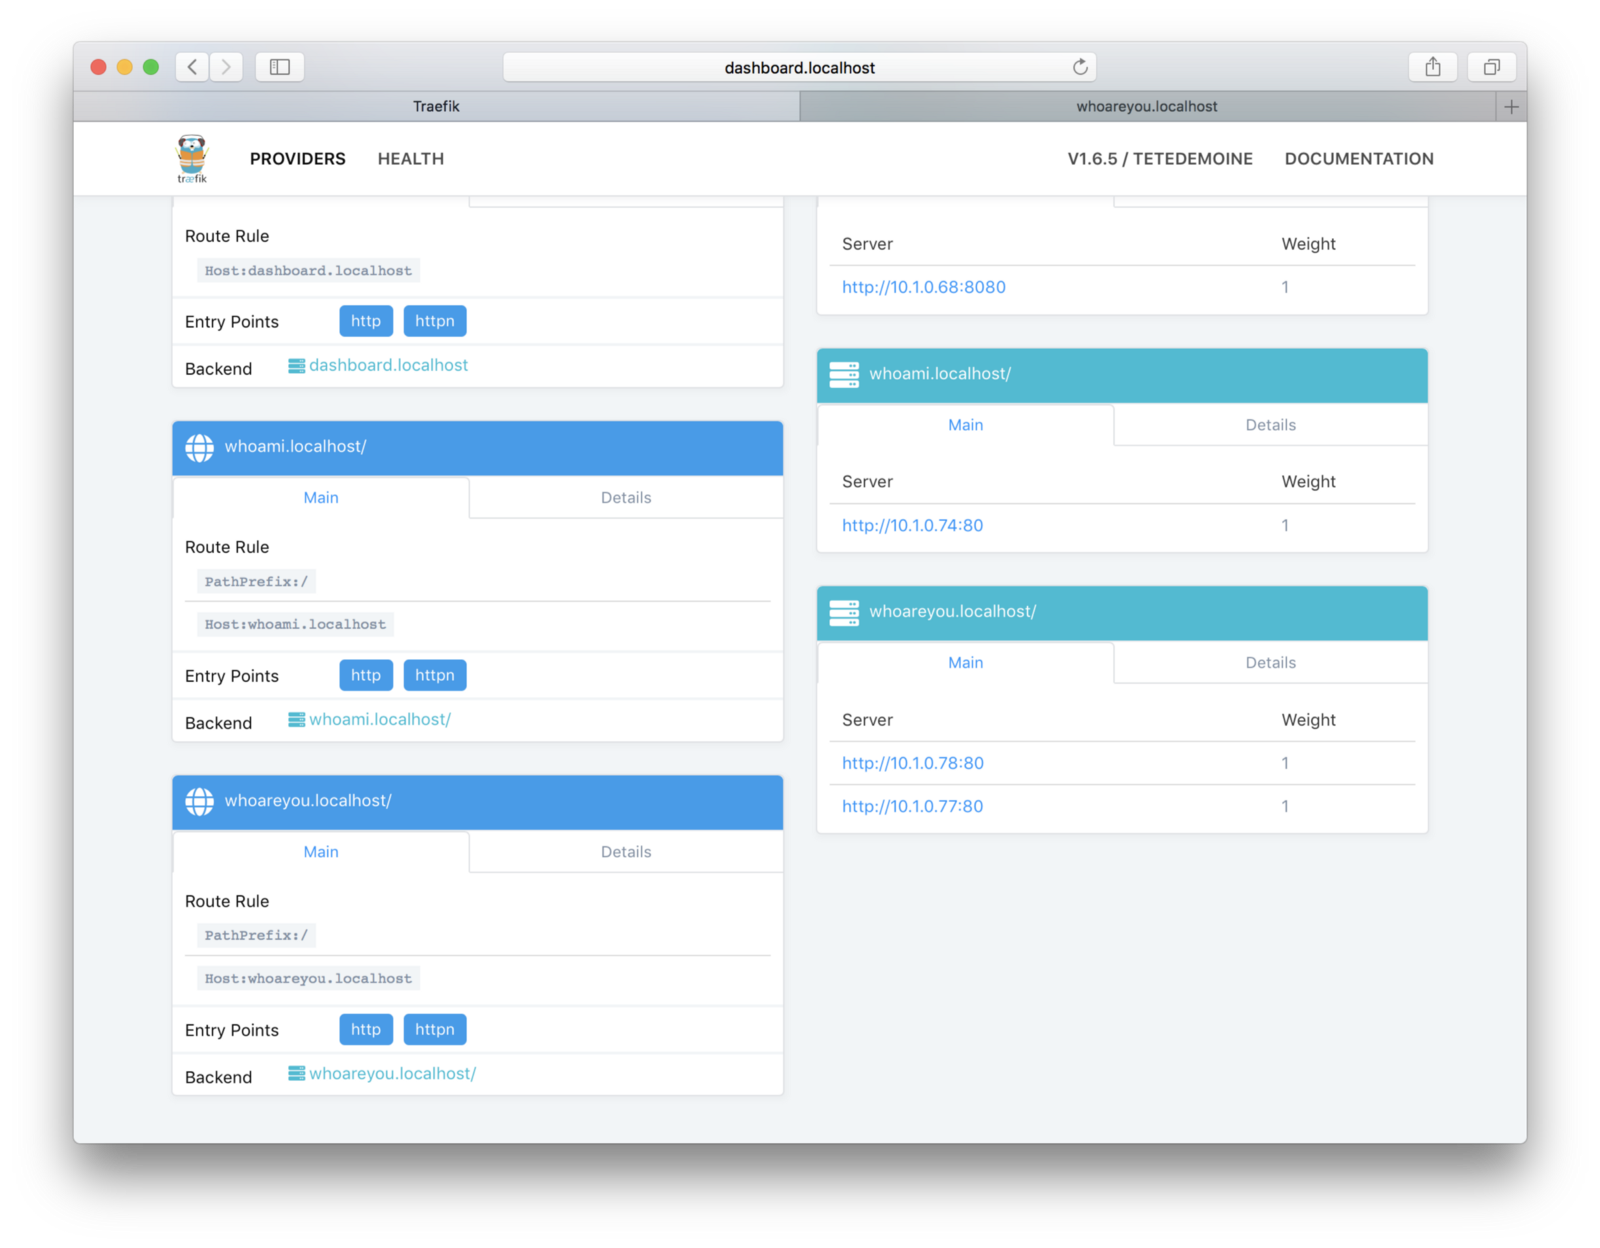 dashboard.localhost
Traefik
whoareyou.localhost
træfik
PROVIDERS
HEALTH
V1.6.5 / TETEDEMOINE
DOCUMENTATION
Route Rule
Host:dashboard.localhost
Entry Points
http
httpn
Backend
dashboard.localhost
whoami.localhost/
Main
Details
Route Rule
PathPrefix:/
Host:whoami.localhost
Entry Points
http
httpn
Backend
whoami.localhost/
whoareyou.localhost/
Main
Details
Route Rule
PathPrefix:/
Host:whoareyou.localhost
Entry Points
http
httpn
Backend
whoareyou.localhost/
Server
Weight
http://10.1.0.68:8080
1
whoami.localhost/
Main
Details
Server
Weight
http://10.1.0.74:80
1
whoareyou.localhost/
Main
Details
Server
Weight
http://10.1.0.78:80
1
http://10.1.0.77:80
1